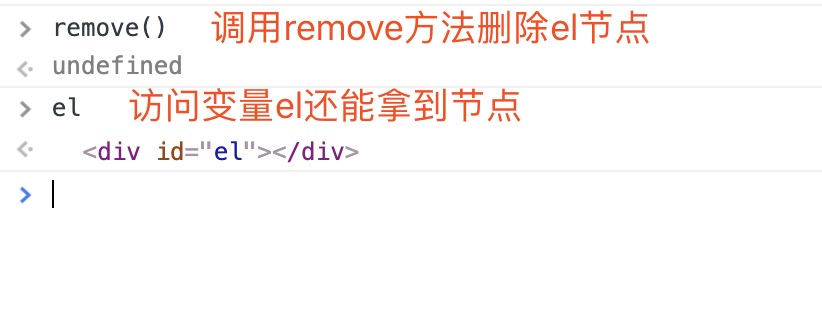 > remove() 调用remove方法删除el节点
<· undefined
> el 访问变量el还能拿到节点
<· <div id="el"></div>
>